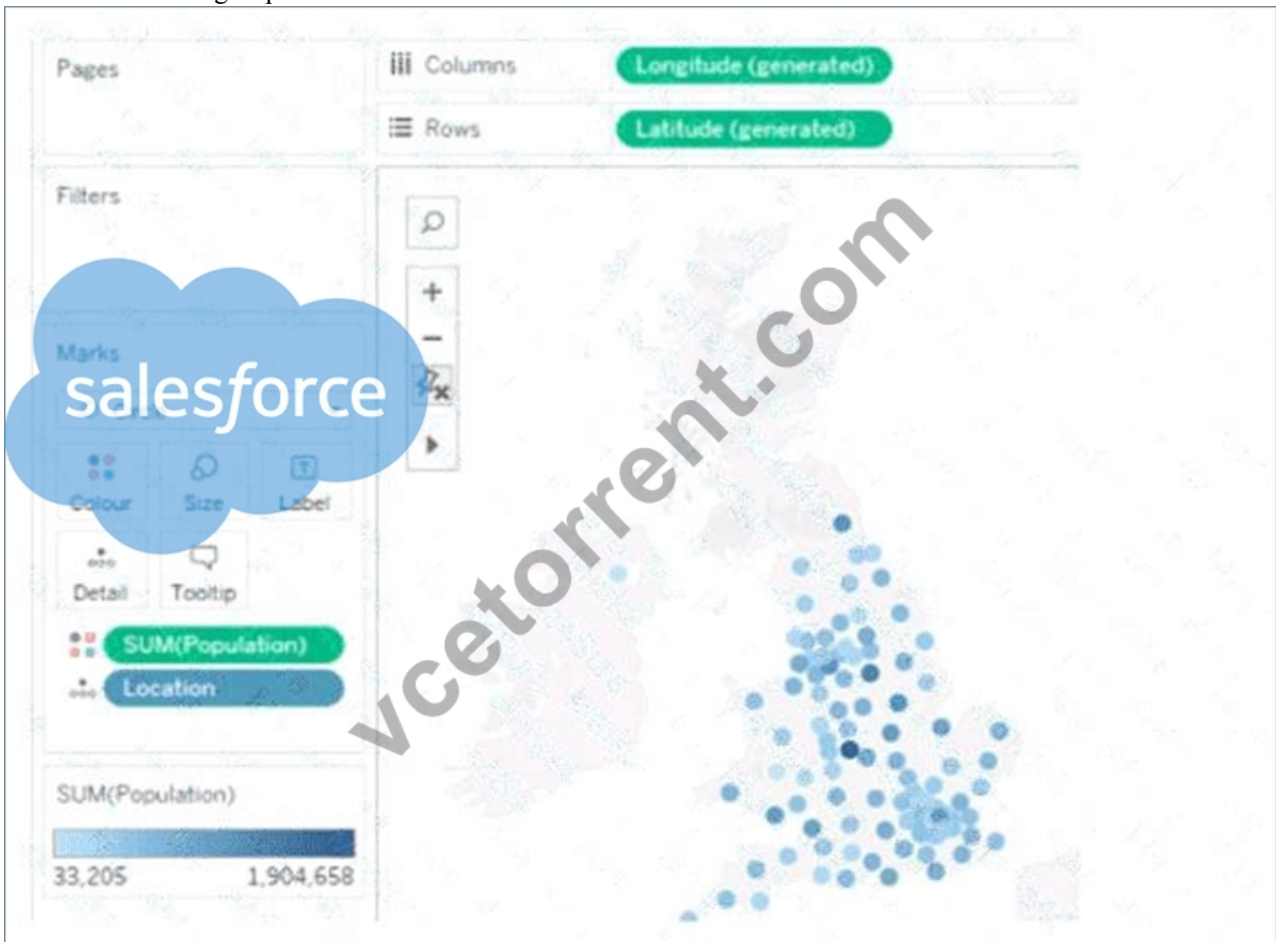 Pages
Columns
Longitude (generated)
Rows
Latitude (generated)
Filters
Marks
salesforce
Colour
Size
Label
Detail
Tooltip
SUM(Population)
Location
SUM(Population)
33,205
1,904,658
vcetorrent.com